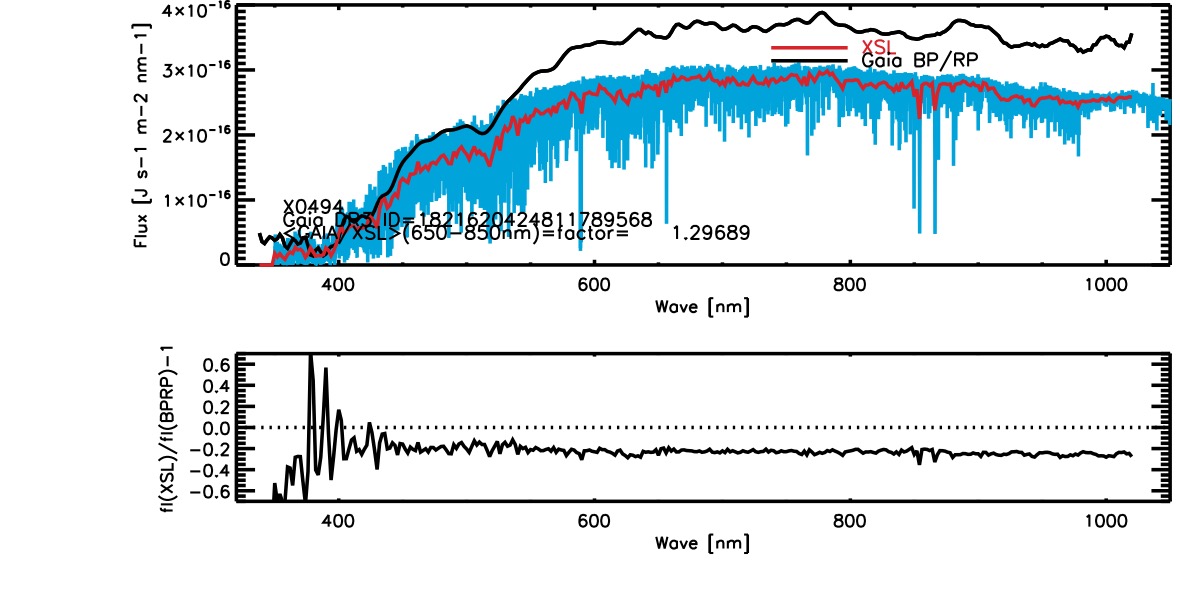 4×10−16
3×10−16
2×10−16
1×10−16
0
Flux [J s−1 m−2 nm−1]
XSL
Gaia BP/RP
X0494
Gaia DR3 ID=1821620424811789568
<GAIA/XSL>(650−850nm)=factor= 1.29689
400 600 800 1000
Wave [nm]
0.6
0.4
0.2
0.0
−0.2
−0.4
−0.6
fl(XSL)/fl(BPRP)−1
400 600 800 1000
Wave [nm]